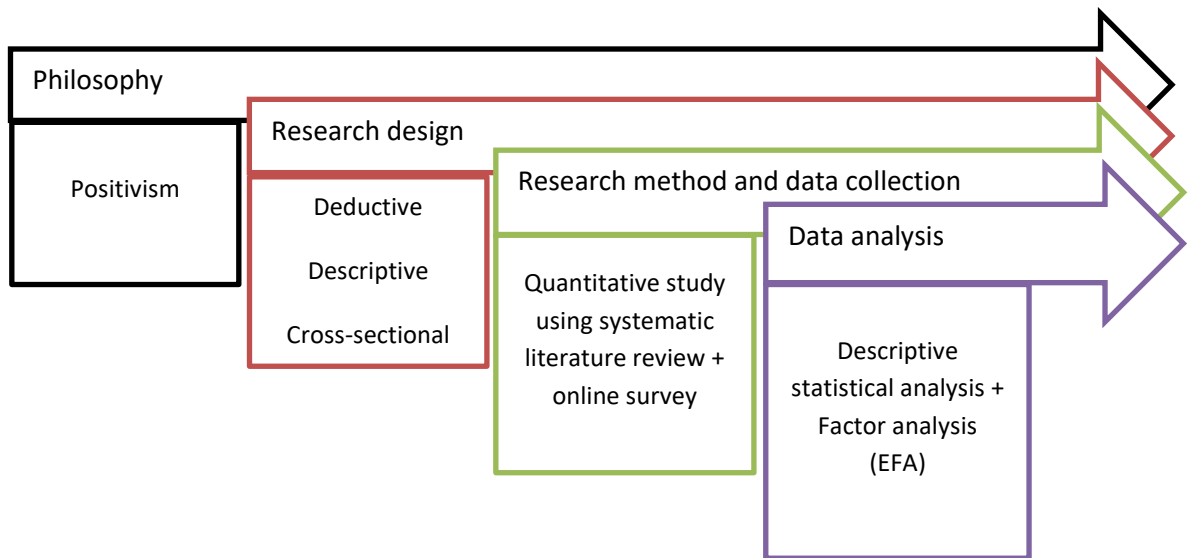 Philosophy
Positivism
Research design
Deductive
Descriptive
Cross-sectional
Research method and data collection
Quantitative study
using systematic
literature review +
online survey
Data analysis
Descriptive
statistical analysis +
Factor analysis
(EFA)